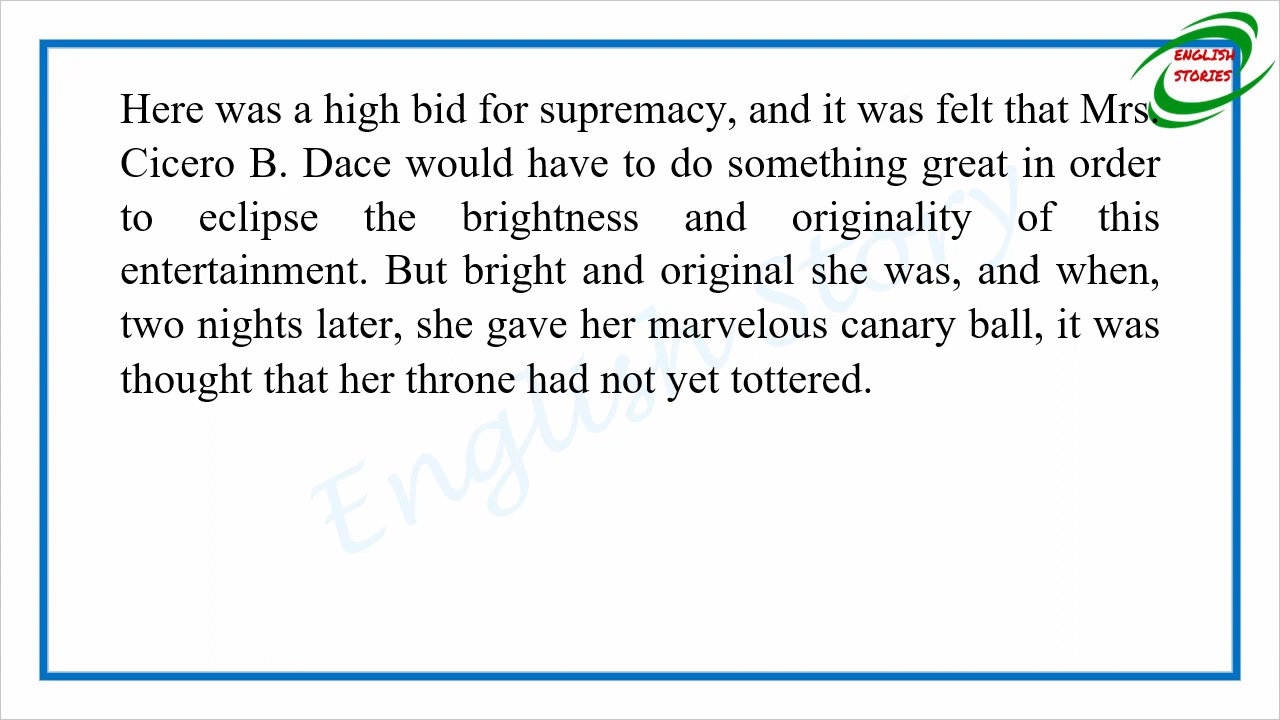 ENGLISH
STORIES
Here was a high bid for supremacy, and it was felt that Mrs.
Cicero B. Dace would have to do something great in order
to eclipse the brightness and originality of this
entertainment. But bright and original she was, and when,
two nights later, she gave her marvelous canary ball, it was
thought that her throne had not yet tottered.
English Story